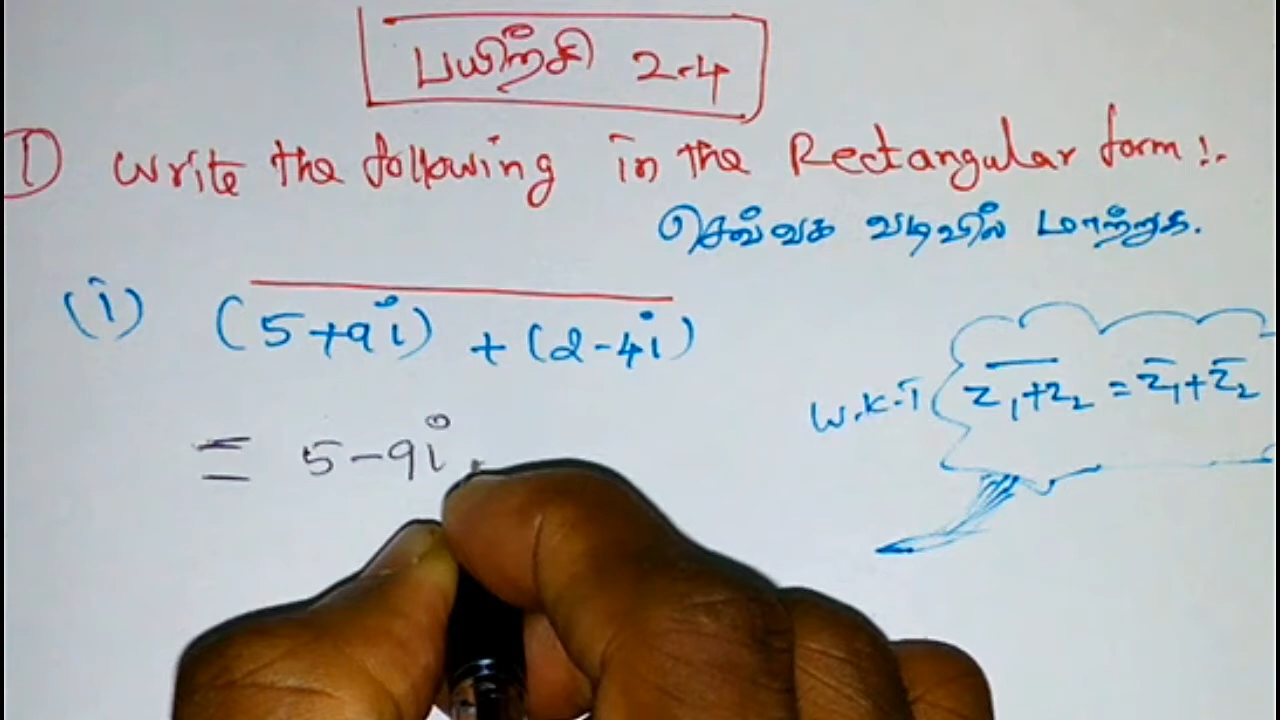 பயிற்சி 2.4
1) Write the following in the Rectangular form :-
செவ்வக வடிவில் மாற்றுக.
(i) (5+9i) + (2-4i)
w.k.T z₁+z₂ = z̄₁+z̄₂
= 5-9i